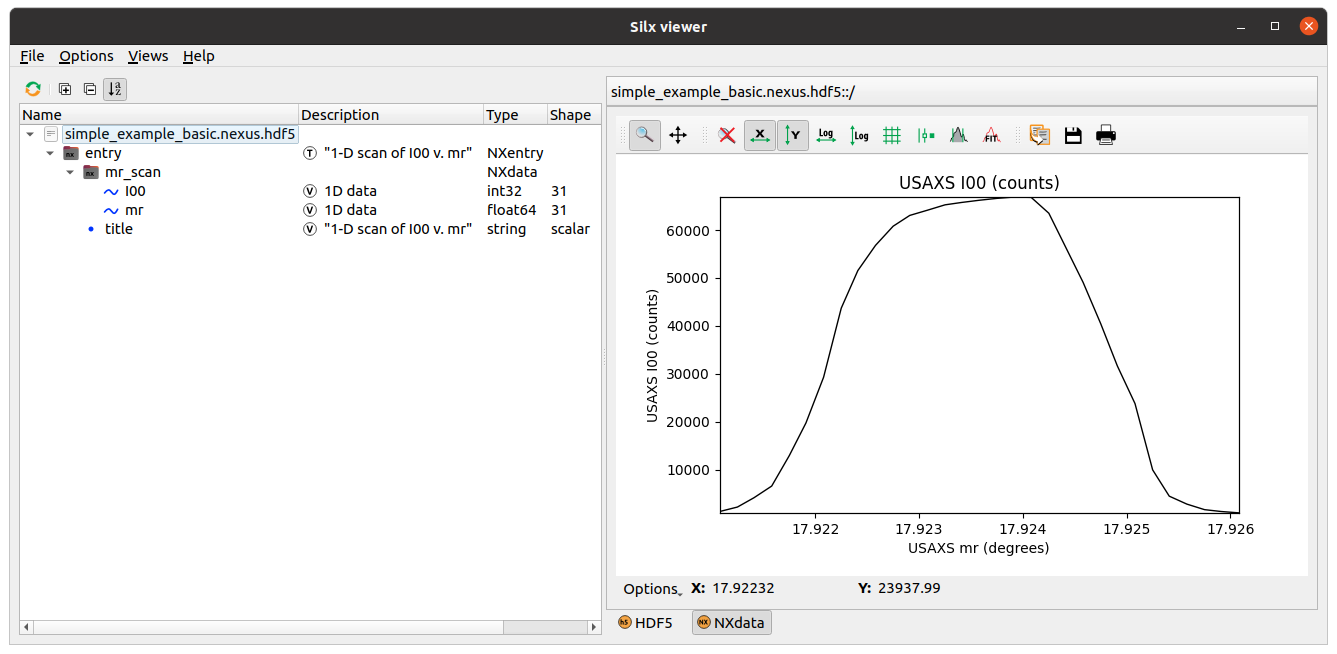 Silx viewer
File Options Views Help
Name Description Type Shape
simple_example_basic.nexus.hdf5
entry "1-D scan of I00 v. mr" NXentry
mr_scan NXdata
I00 1D data int32 31
mr 1D data float64 31
title "1-D scan of I00 v. mr" string scalar
simple_example_basic.nexus.hdf5::/
X Y Log Log FIT
USAXS I00 (counts)
USAXS I00 (counts)
60000
50000
40000
30000
20000
10000
17.922 17.923 17.924 17.925 17.926
USAXS mr (degrees)
Options X: 17.92232 Y: 23937.99
HDF5 NXdata